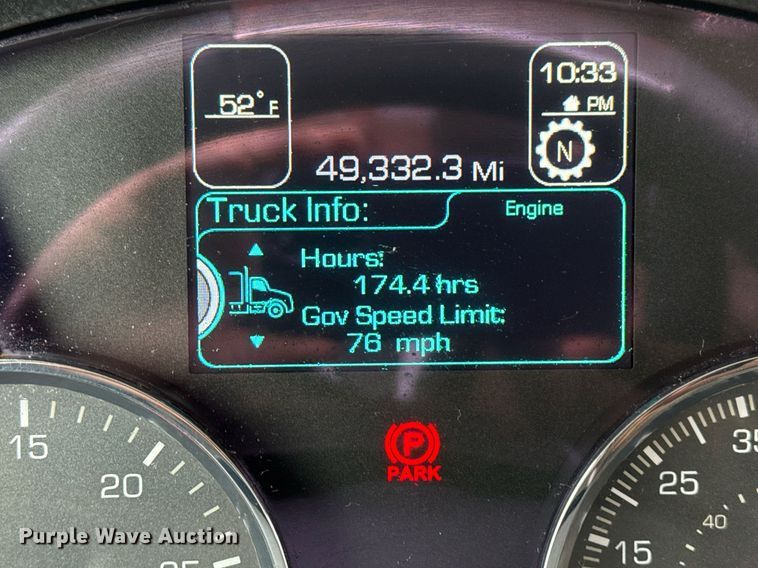 52°F
10:33
PM
N
49,332.3 Mi
Truck Info:
Engine
Hours:
174.4 hrs
Gov Speed Limit:
76 mph
P
PARK
15
20
35
25
40
15
Purple Wave Auction